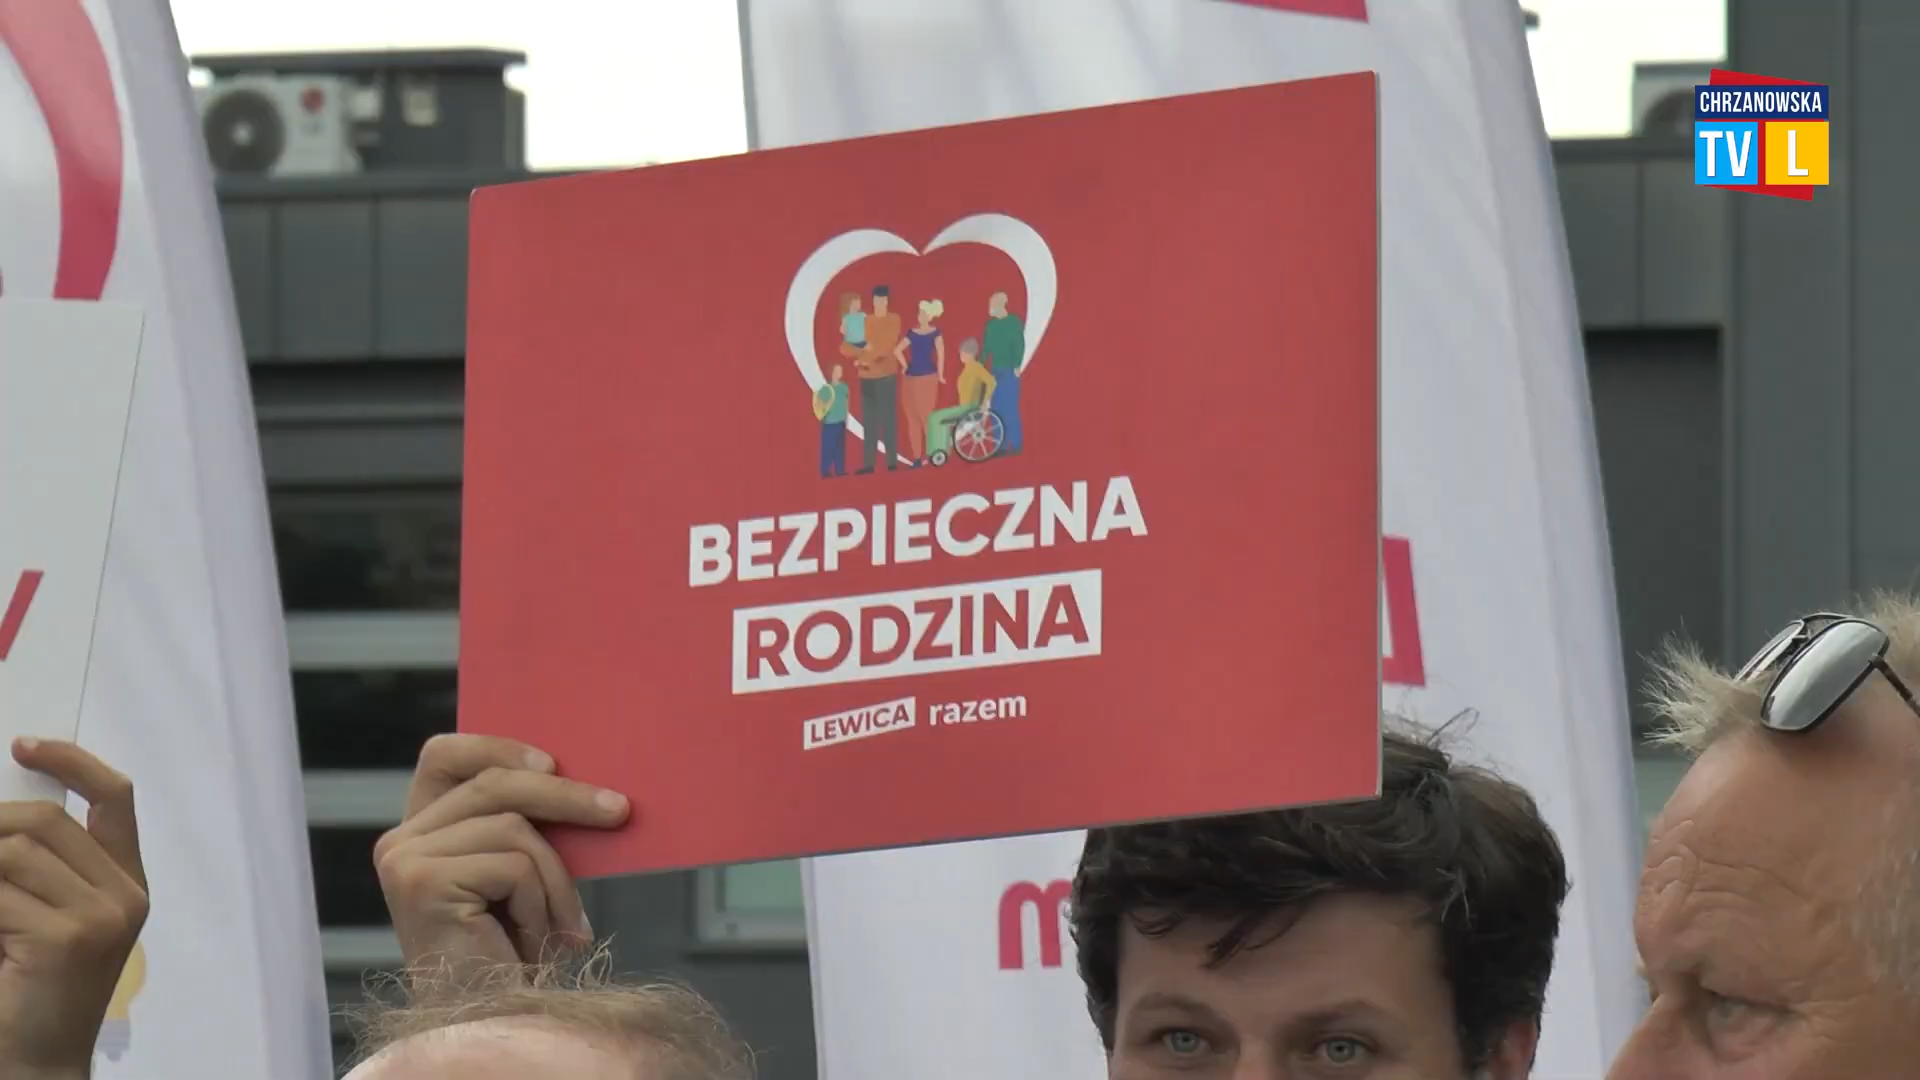 CHRZANOWSKA
TV L
BEZPIECZNA
RODZINA
LEWICA razem